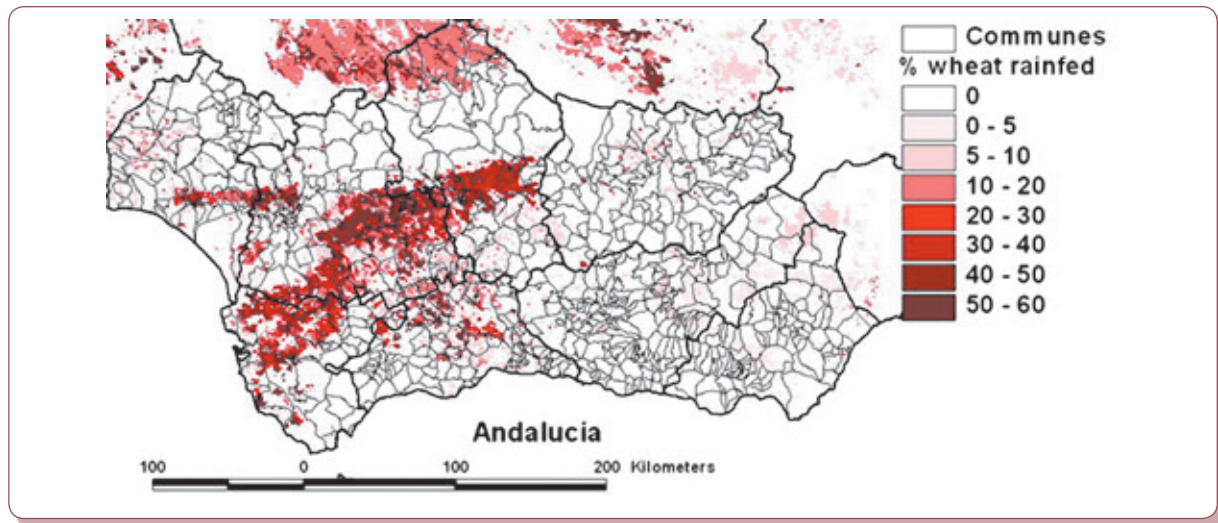 Communes
% wheat rainfed
0
0 - 5
5 - 10
10 - 20
20 - 30
30 - 40
40 - 50
50 - 60
Andalucia
100 0 100 200 Kilometers